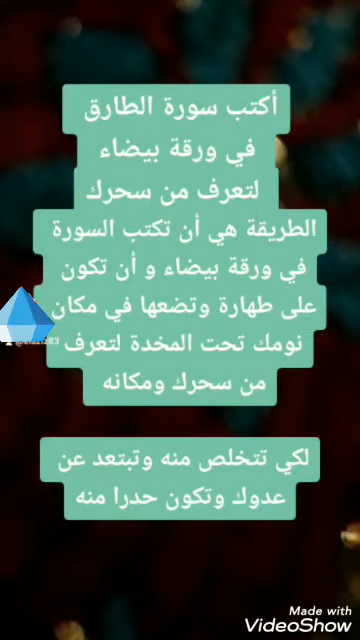 أكتب سورة الطارق
في ورقة بيضاء
لتعرف من سحرك
الطريقة هي أن تكتب السورة
في ورقة بيضاء و أن تكون
على طهارة وتضعها في مكان
نومك تحت المخدة لتعرف
من سحرك ومكانه
لكي تتخلص منه وتبتعد عن
عدوك وتكون حدرا منه
Made with
VideoShow